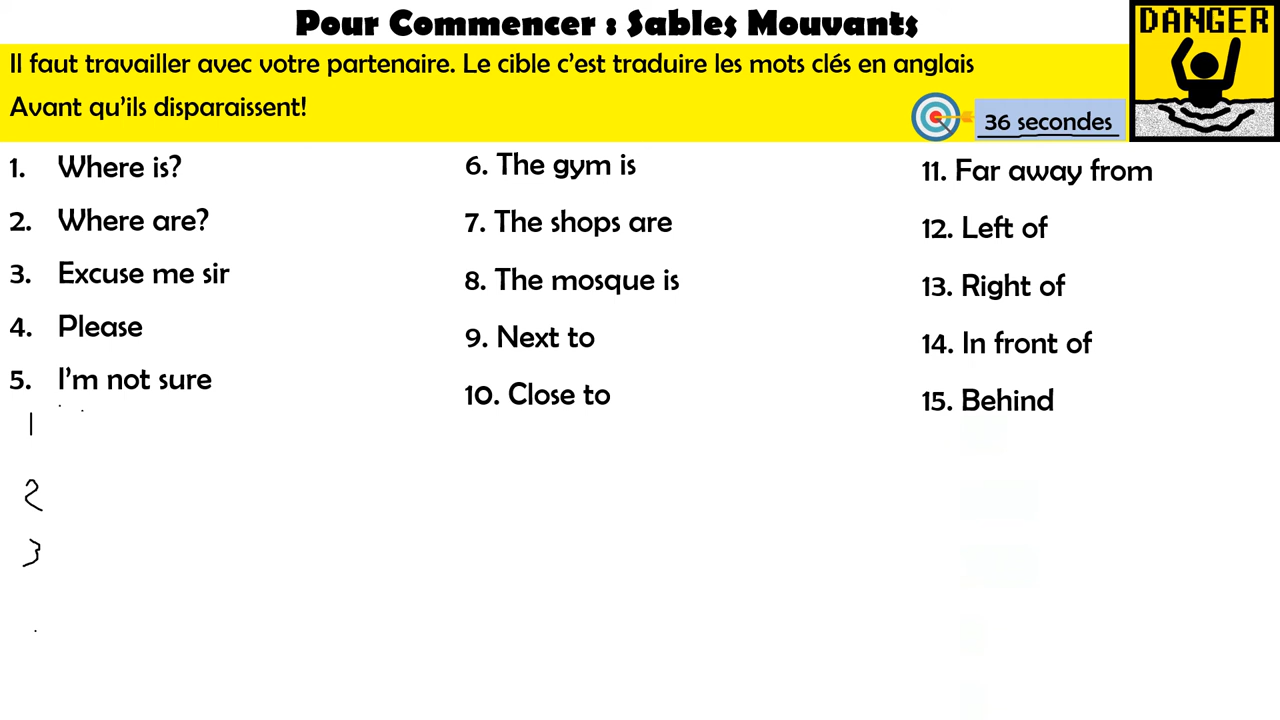 Pour Commencer : Sables Mouvants
DANGER
Il faut travailler avec votre partenaire. Le cible c'est traduire les mots clés en anglais
Avant qu'ils disparaissent!
36 secondes
1. Where is?
2. Where are?
3. Excuse me sir
4. Please
5. I'm not sure
6. The gym is
7. The shops are
8. The mosque is
9. Next to
10. Close to
11. Far away from
12. Left of
13. Right of
14. In front of
15. Behind
1
2
3